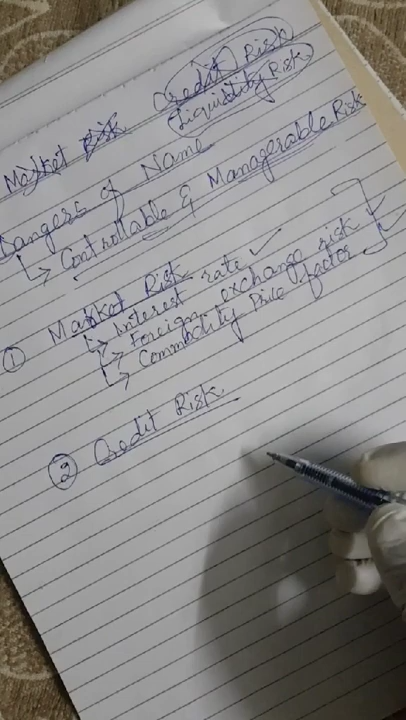 Market Risk Credit Risk
Liquidity Risk
Dangers of Name
Controllable & Managerable Risk
① Market Risk
Interest rate ✓
Foreign exchange risk
Commodity Price factor
② Credit Risk